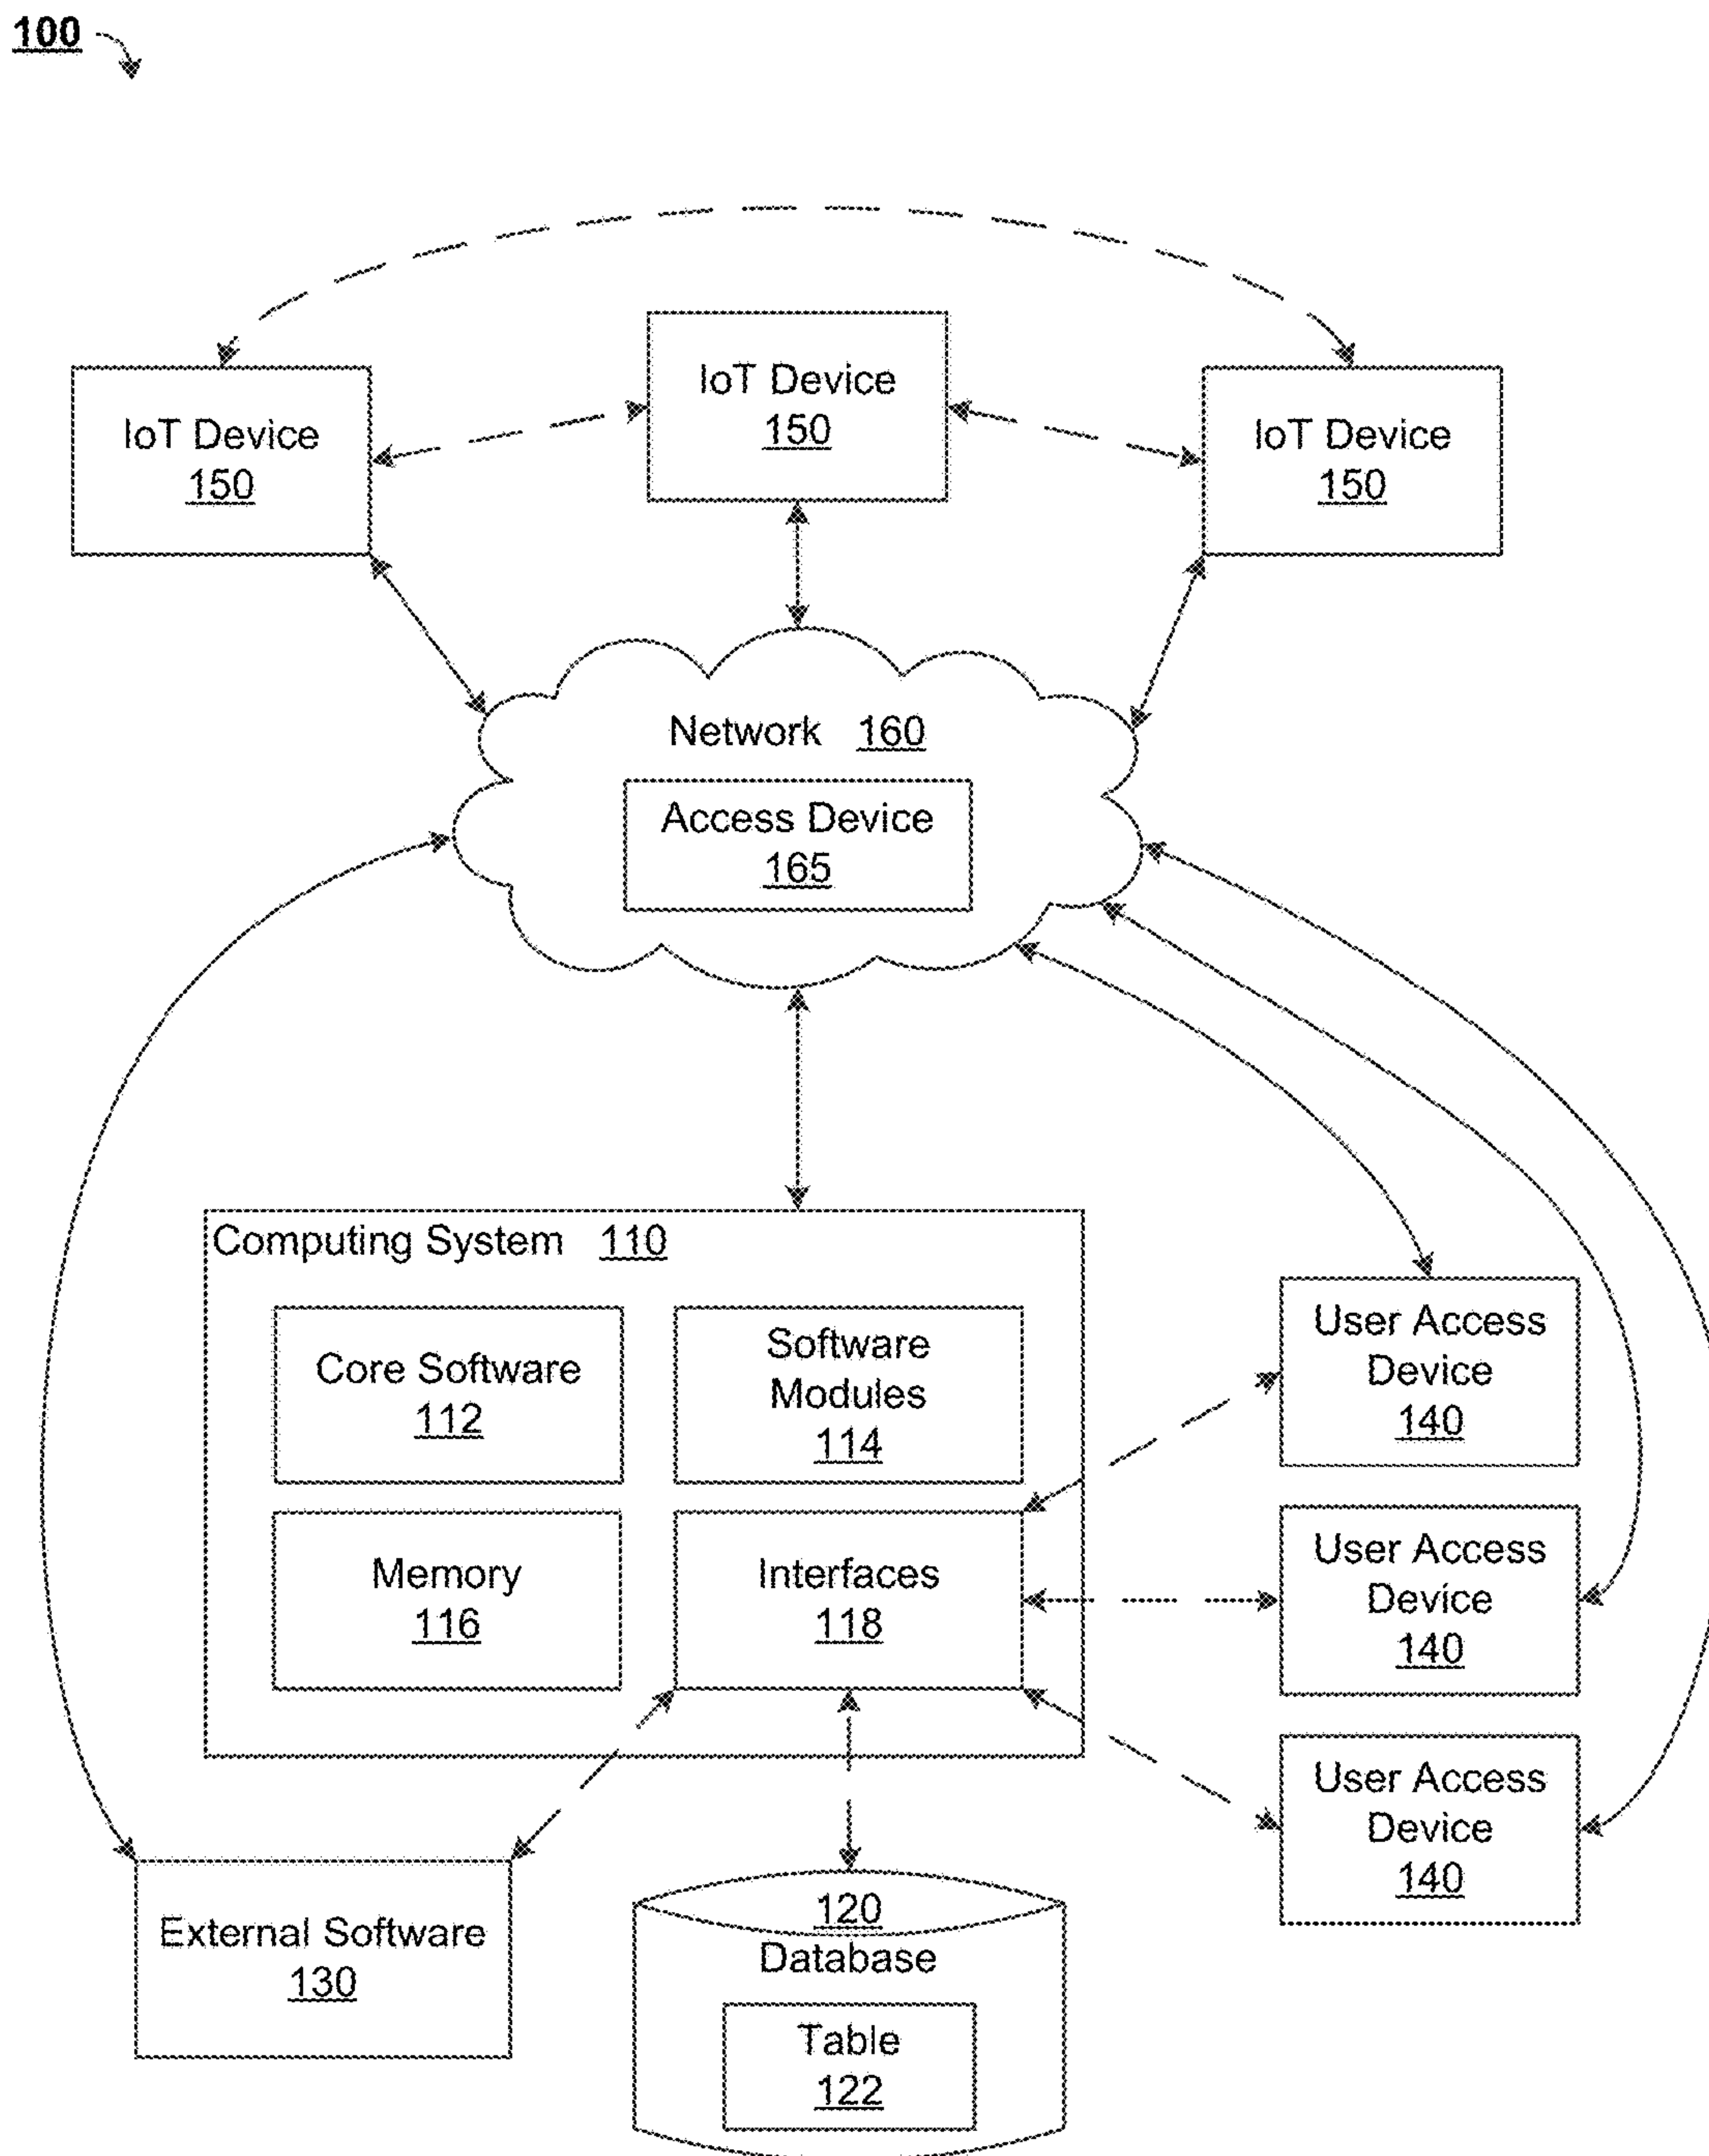 100
IoT Device
150
IoT Device
150
IoT Device
150
Network 160
Access Device
165
Computing System 110
Core Software
112
Software
Modules
114
Memory
116
Interfaces
118
User Access
Device
140
User Access
Device
140
User Access
Device
140
External Software
130
120
Database
Table
122